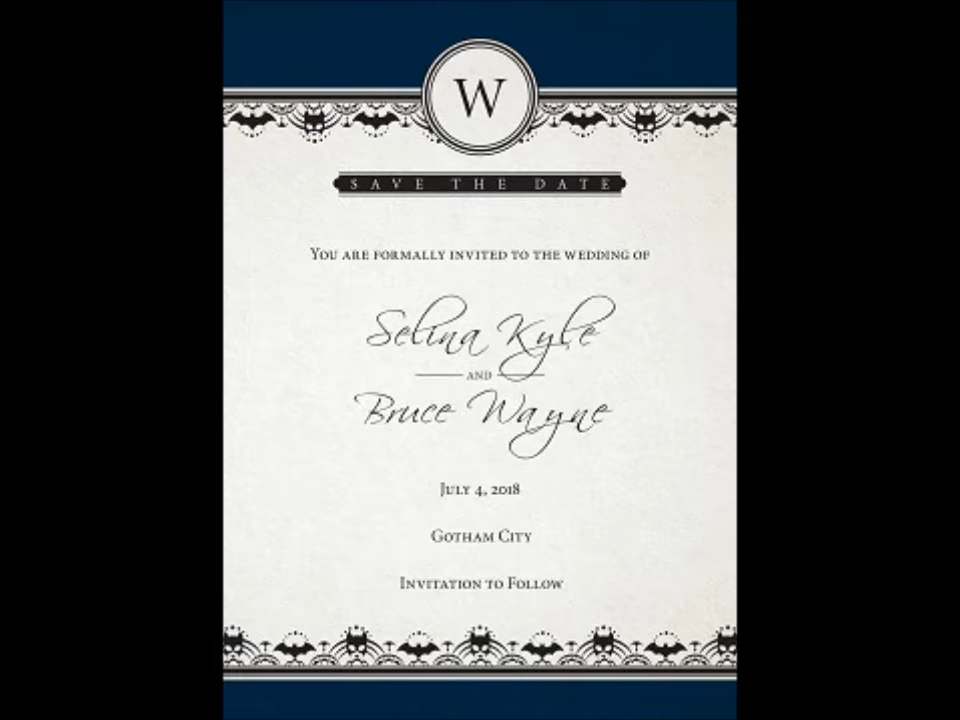 W
SAVE THE DATE
You are formally invited to the wedding of
Selina Kyle
and
Bruce Wayne
July 4, 2018
Gotham City
Invitation to Follow